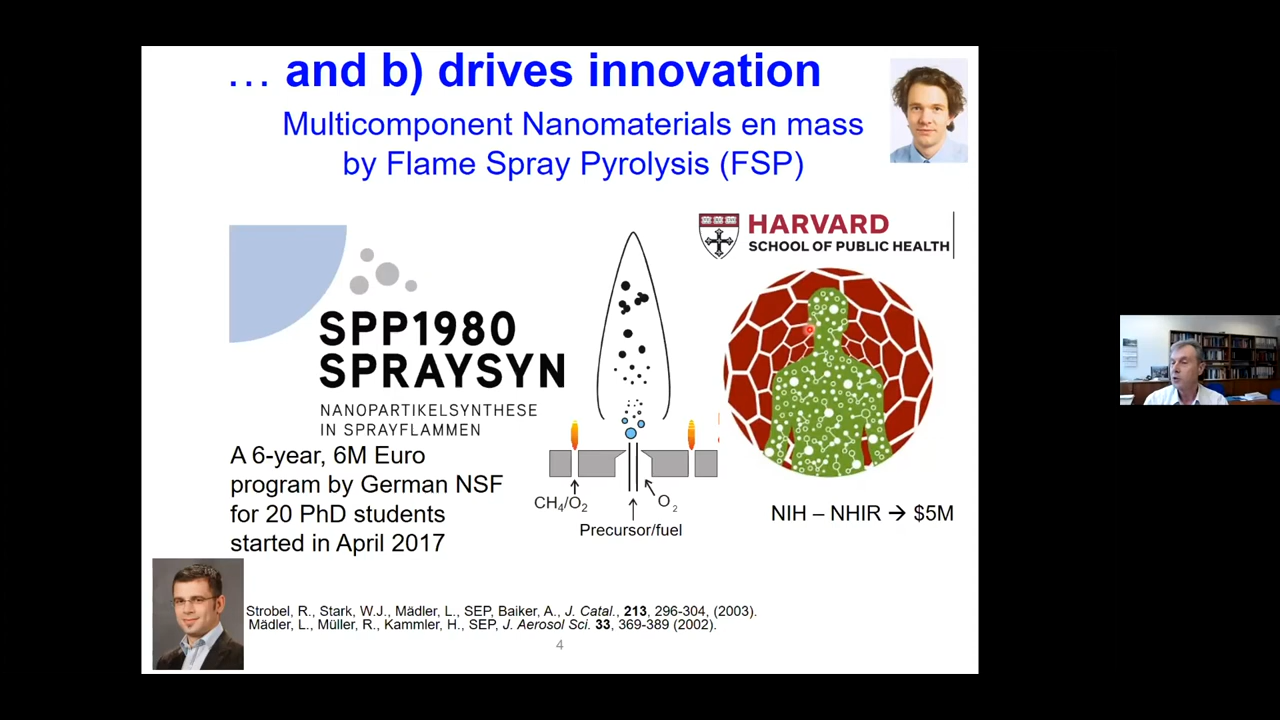 … and b) drives innovation
Multicomponent Nanomaterials en mass
by Flame Spray Pyrolysis (FSP)
HARVARD
SCHOOL OF PUBLIC HEALTH
SPP1980
SPRAYSYN
NANOPARTIKELSYNTHESE
IN SPRAYFLAMMEN
A 6-year, 6M Euro
program by German NSF
for 20 PhD students
started in April 2017
CH₄/O₂
O₂
Precursor/fuel
NIH – NHIR → $5M
Strobel, R., Stark, W.J., Mädler, L., SEP, Baiker, A., J. Catal., 213, 296-304, (2003).
Mädler, L., Müller, R., Kammler, H., SEP, J. Aerosol Sci. 33, 369-389 (2002).
4